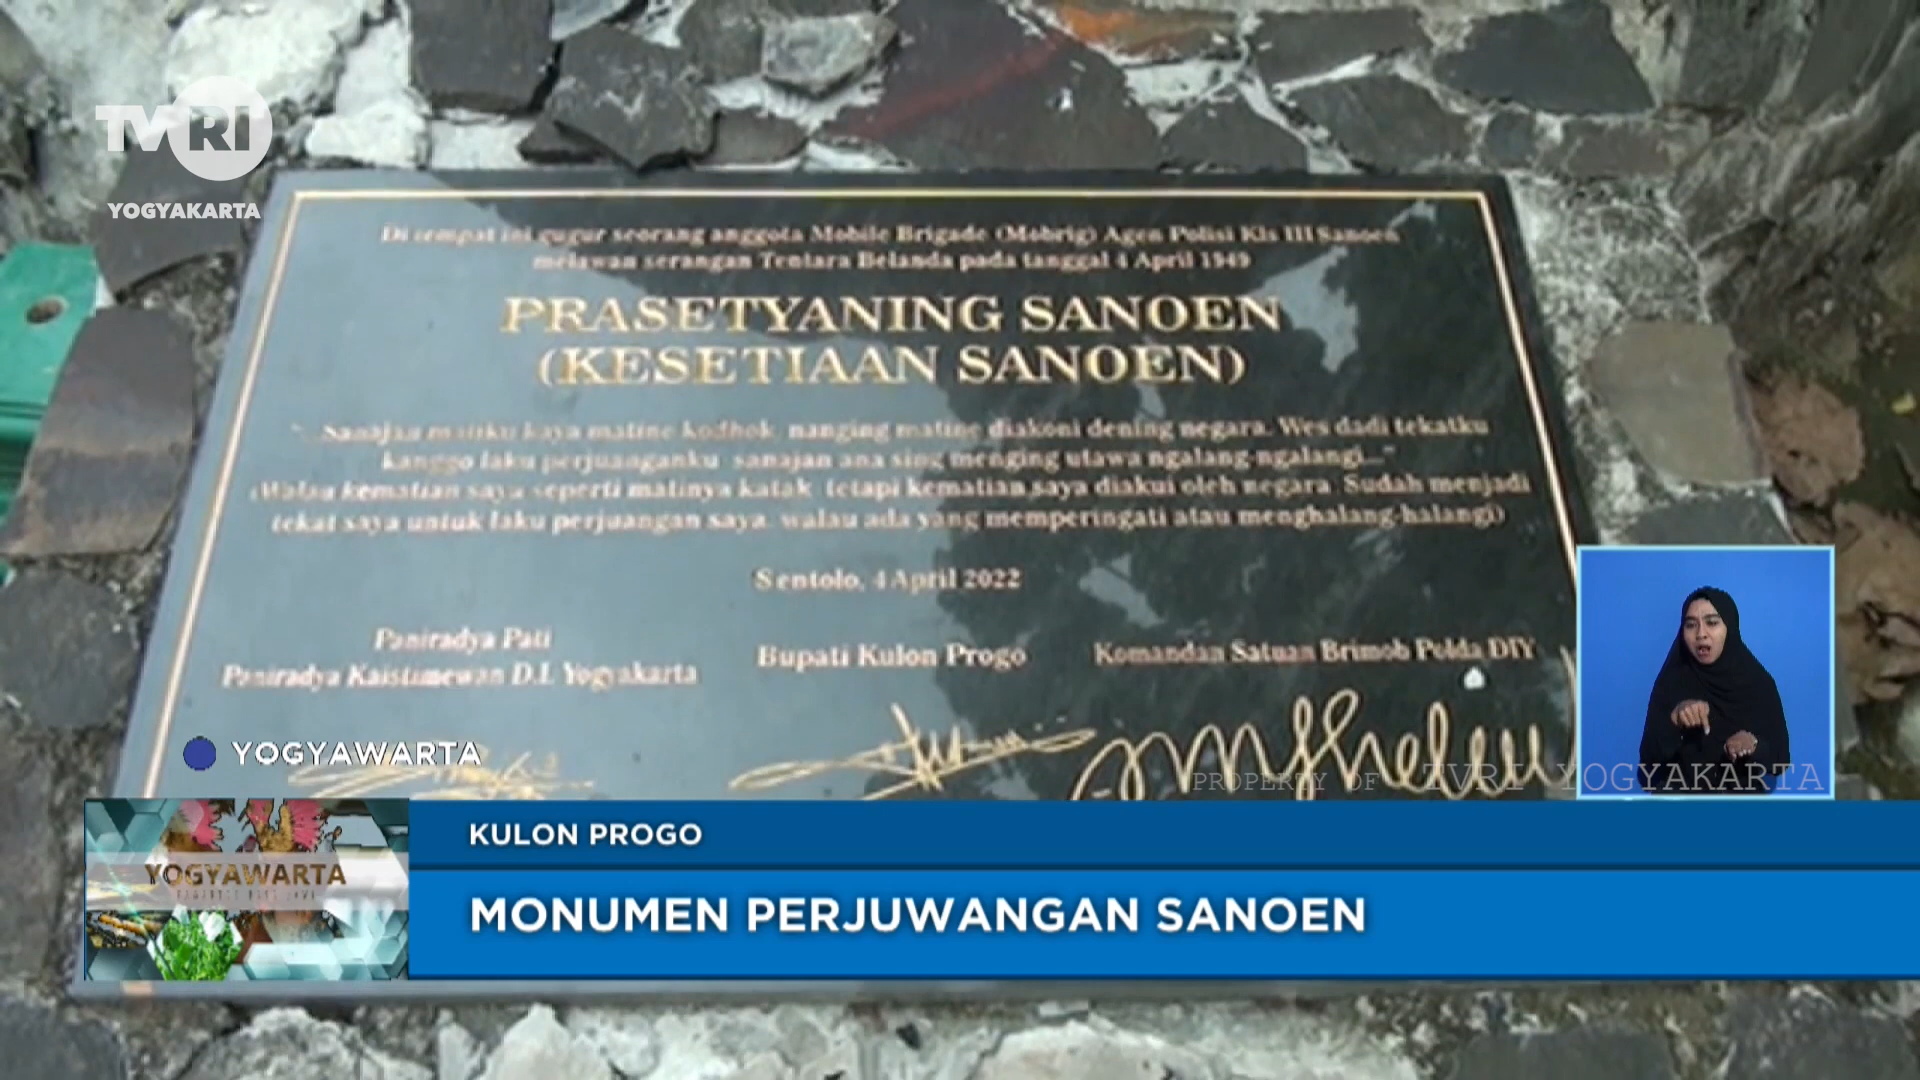 TVRI
YOGYAKARTA
Di tempat ini gugur seorang anggota Mobile Brigade (Mobrig) Agen Polisi Kls III Sanoen
melawan serangan Tentara Belanda pada tanggal 4 April 1949
PRASETYANING SANOEN
(KESETIAAN SANOEN)
"...Sanajan matiku kaya matine kodhok, nanging matine diakoni dening negara. Wes dadi tekatku
kanggo laku perjuanganku, sanajan ana sing menging utawa ngalang-ngalangi..."
(Walau kematian saya seperti matinya katak, tetapi kematian saya diakui oleh negara. Sudah menjadi
tekat saya untuk laku perjuangan saya, walau ada yang memperingati atau menghalang-halangi)
Sentolo, 4 April 2022
Paniradya Pati
Paniradya Kaistimewan D.I. Yogyakarta
Bupati Kulon Progo
Komandan Satuan Brimob Polda DIY
YOGYAWARTA
PROPERTY OF TVRI YOGYAKARTA
YOGYAWARTA
KULON PROGO
MONUMEN PERJUWANGAN SANOEN